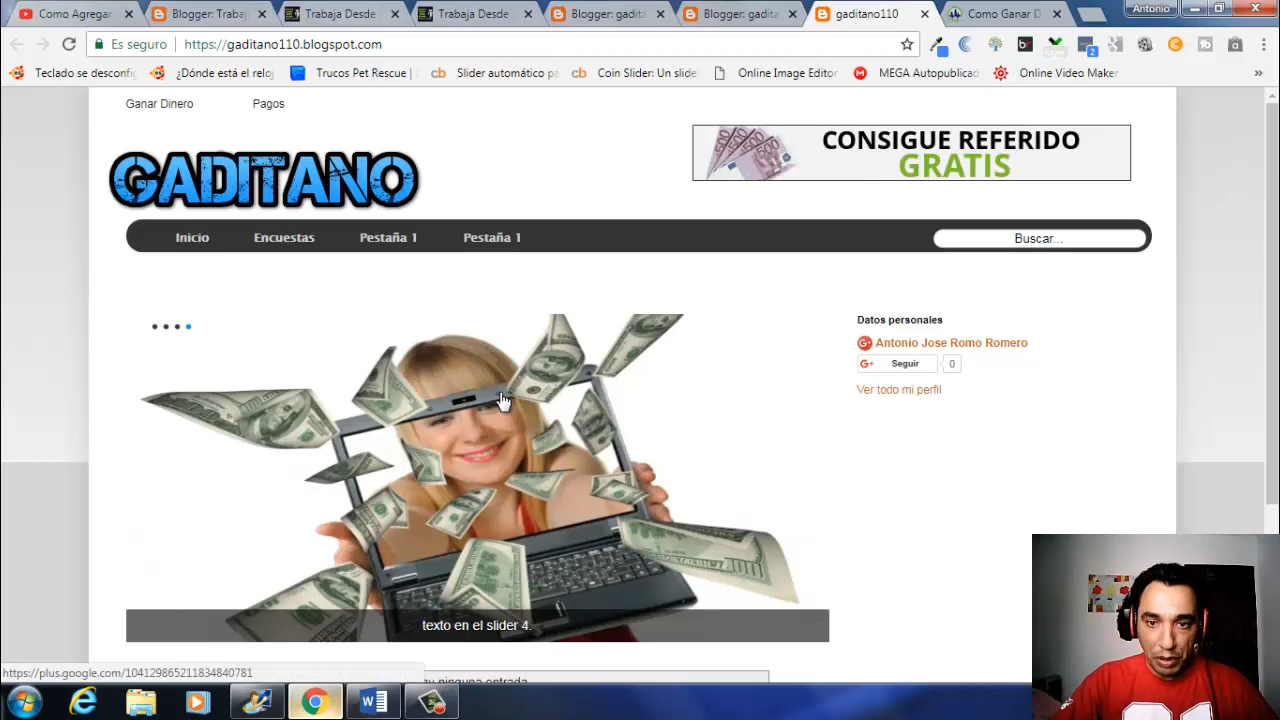 Como Agregar
Blogger: Trabaj
Trabaja Desde
Trabaja Desde
Blogger: gadita
Blogger: gadita
gaditano110
Como Ganar D
Antonio
Es seguro
https://gaditano110.blogspot.com
2
Teclado se desconfig
¿Dónde está el reloj
Trucos Pet Rescue
Slider automático pa
Coin Slider: Un slide
Online Image Editor
MEGA Autopublicad
Online Video Maker
Ganar Dinero
Pagos
GADITANO
CONSIGUE REFERIDO
GRATIS
Inicio
Encuestas
Pestaña 1
Pestaña 1
Buscar...
Datos personales
Antonio Jose Romo Romero
Seguir
0
Ver todo mi perfil
texto en el slider 4.
https://plus.google.com/104129865211834840781